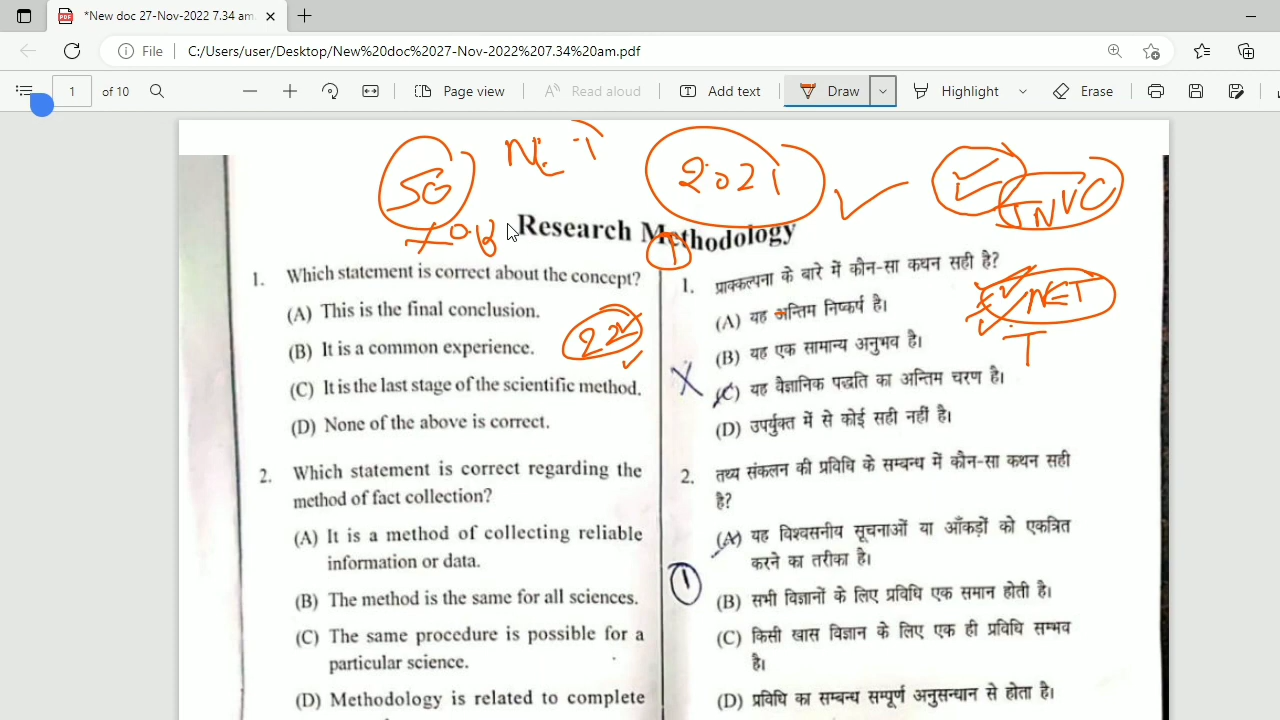 *New doc 27-Nov-2022 7.34 am.
File
C:/Users/user/Desktop/New%20doc%2027-Nov-2022%207.34%20am.pdf
1 of 10
Page view
Read aloud
Add text
Draw
Highlight
Erase
NET
2021
Research Methodology
1. Which statement is correct about the concept?
(A) This is the final conclusion.
(B) It is a common experience.
22
(C) It is the last stage of the scientific method.
(D) None of the above is correct.
2. Which statement is correct regarding the
method of fact collection?
(A) It is a method of collecting reliable
information or data.
(B) The method is the same for all sciences.
(C) The same procedure is possible for a
particular science.
(D) Methodology is related to complete
1. प्राक्कल्पना के बारे में कौन-सा कथन सही है?
(A) यह अन्तिम निष्कर्ष है।
NET
(B) यह एक सामान्य अनुभव है।
(C) यह वैज्ञानिक पद्धति का अन्तिम चरण है।
(D) उपर्युक्त में से कोई सही नहीं है।
2. तथ्य संकलन की प्रविधि के सम्बन्ध में कौन-सा कथन सही
है?
(A) यह विश्वसनीय सूचनाओं या आँकड़ों को एकत्रित
करने का तरीका है।
1
(B) सभी विज्ञानों के लिए प्रविधि एक समान होती है।
(C) किसी खास विज्ञान के लिए एक ही प्रविधि सम्भव
है।
(D) प्रविधि का सम्बन्ध सम्पूर्ण अनुसन्धान से होता है।